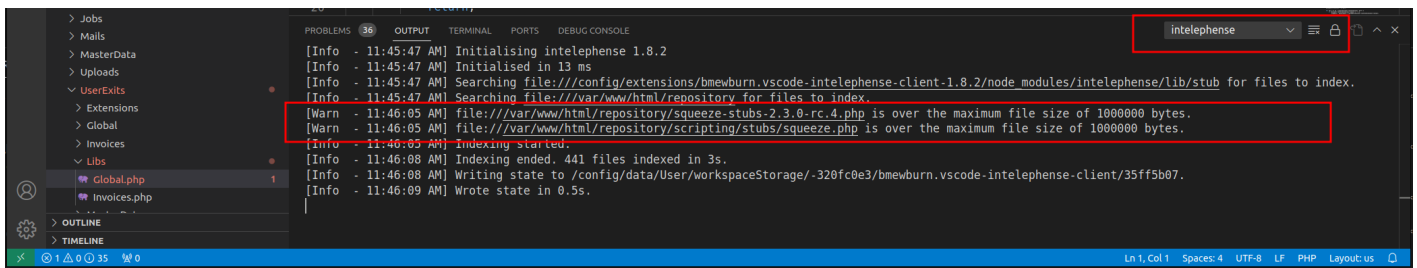 Jobs
Mails
MasterData
Uploads
UserExits
Extensions
Global
Invoices
Libs
Global.php 1
Invoices.php
OUTLINE
TIMELINE
PROBLEMS 36 OUTPUT TERMINAL PORTS DEBUG CONSOLE
intelephense
[Info - 11:45:47 AM] Initialising intelephense 1.8.2
[Info - 11:45:47 AM] Initialised in 13 ms
[Info - 11:45:47 AM] Searching file:///config/extensions/bmewburn.vscode-intelephense-client-1.8.2/node_modules/intelephense/lib/stub for files to index.
[Info - 11:45:47 AM] Searching file:///var/www/html/repository for files to index.
[Warn - 11:46:05 AM] file:///var/www/html/repository/squeeze-stubs-2.3.0-rc.4.php is over the maximum file size of 1000000 bytes.
[Warn - 11:46:05 AM] file:///var/www/html/repository/scripting/stubs/squeeze.php is over the maximum file size of 1000000 bytes.
[Info - 11:46:05 AM] Indexing started.
[Info - 11:46:08 AM] Indexing ended. 441 files indexed in 3s.
[Info - 11:46:08 AM] Writing state to /config/data/User/workspaceStorage/-320fc0e3/bmewburn.vscode-intelephense-client/35ff5b07.
[Info - 11:46:09 AM] Wrote state in 0.5s.
1 0 35 0
Ln 1, Col 1 Spaces: 4 UTF-8 LF PHP Layout: us